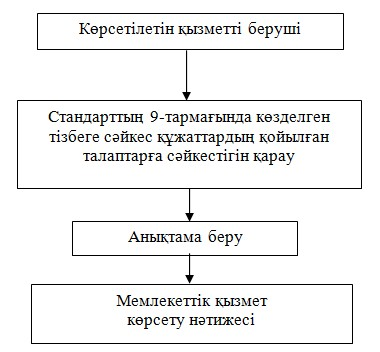 Көрсетілетін қызметті беруші
Стандарттың 9-тармағында көзделген
тізбеге сәйкес құжаттардың қойылған
талаптарға сәйкестігін қарау
Анықтама беру
Мемлекеттік қызмет
көрсету нәтижесі